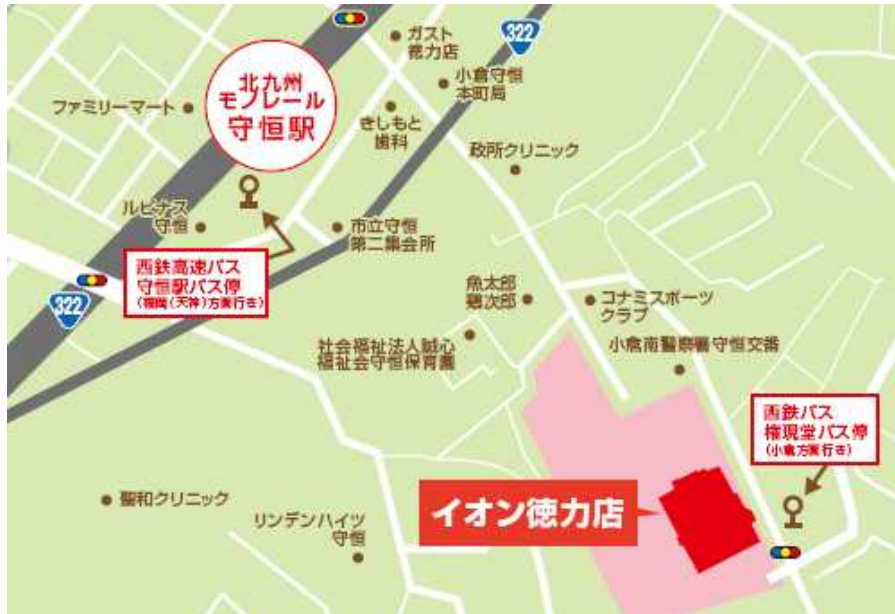 322
ガスト
徳力店
小倉守恒
本町局
北九州
モノレール
守恒駅
ファミリーマート
きしもと
歯科
政所クリニック
ルビナス
守恒
市立守恒
第二集会所
西鉄高速バス
守恒駅バス停
(福岡(天神)方面行き)
322
魚太郎
鶏次郎
コナミスポーツ
クラブ
社会福祉法人誠心
福祉会守恒保育園
小倉南警察署守恒交番
西鉄バス
権現堂バス停
(小倉方面行き)
聖和クリニック
リンデンハイツ
守恒
イオン徳力店